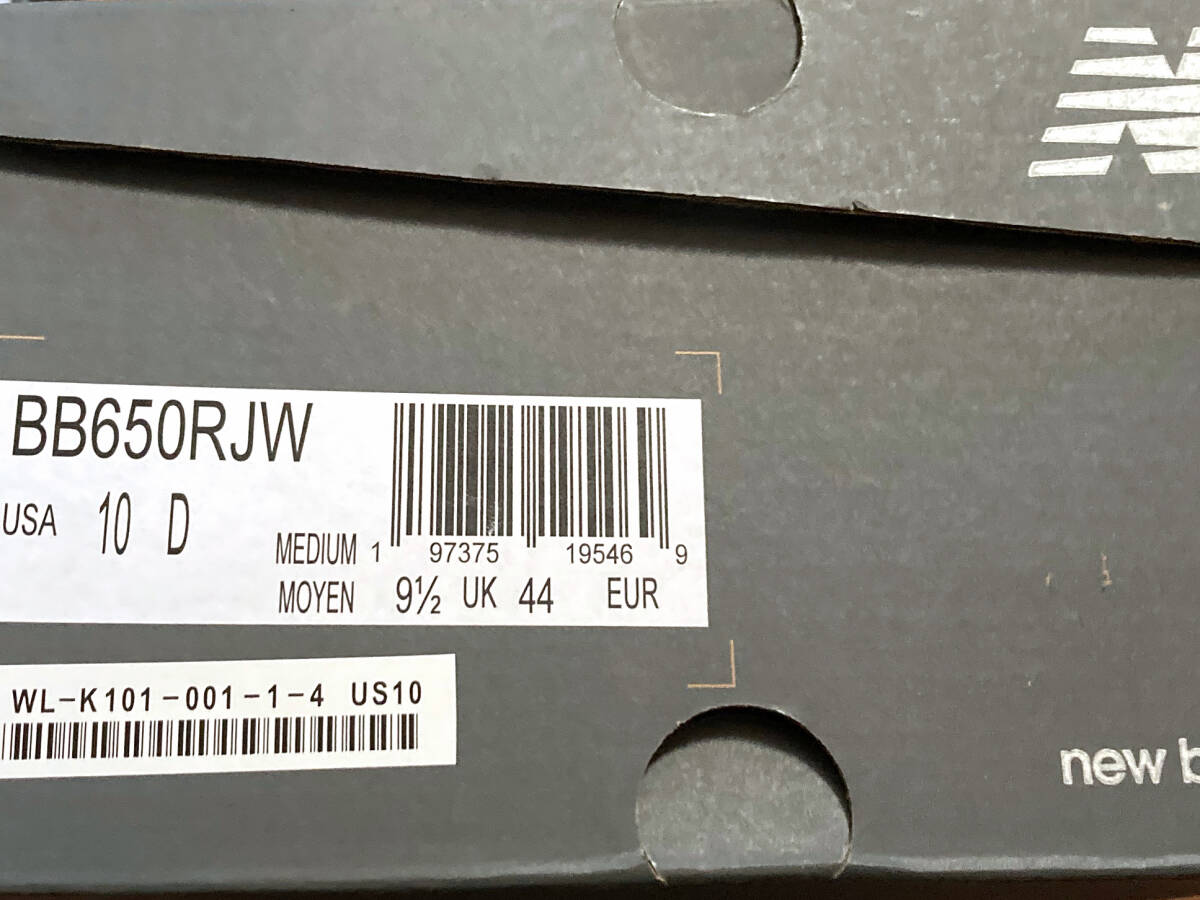 BB650RJW
USA 10 D
MEDIUM 1 97375 19546 9
MOYEN 9½ UK 44 EUR
WL-K101-001-1-4 US10
new b